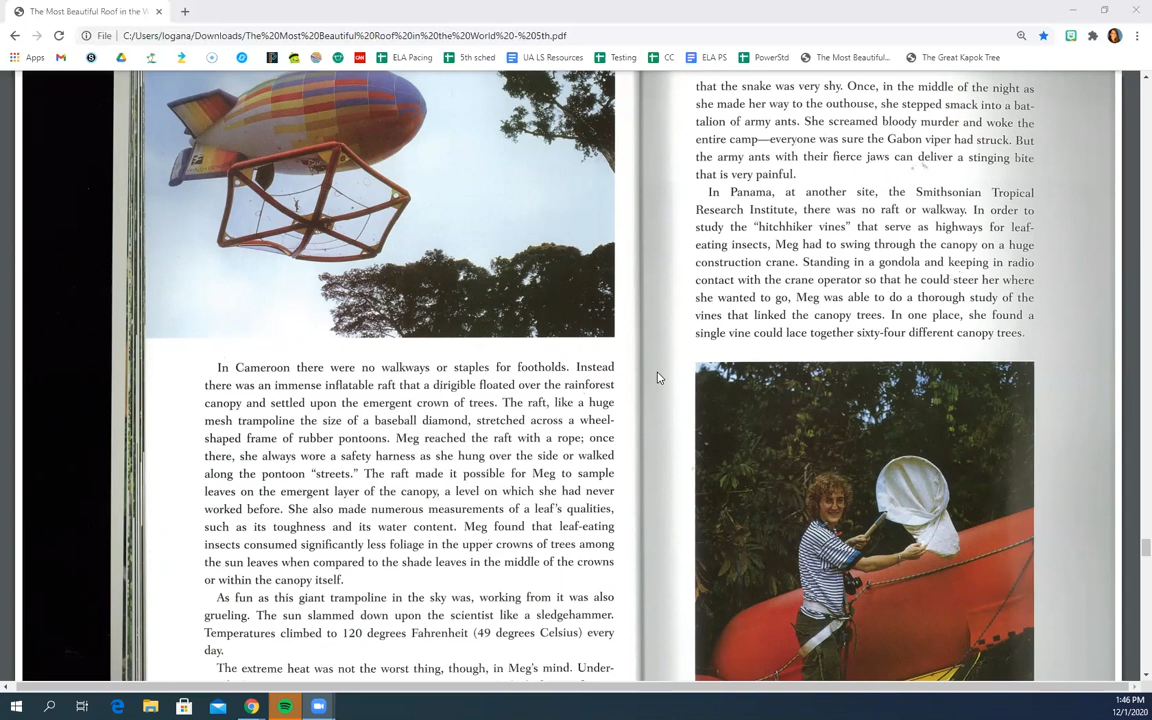 The Most Beautiful Roof in the W
File
C:/Users/logana/Downloads/The%20Most%20Beautiful%20Roof%20in%20the%20World%20-%205th.pdf
Apps
ELA Pacing
5th sched
UA LS Resources
Testing
CC
ELA PS
PowerStd
The Most Beautiful...
The Great Kapok Tree
In Cameroon there were no walkways or staples for footholds. Instead
there was an immense inflatable raft that a dirigible floated over the rainforest
canopy and settled upon the emergent crown of trees. The raft, like a huge
mesh trampoline the size of a baseball diamond, stretched across a wheel-
shaped frame of rubber pontoons. Meg reached the raft with a rope; once
there, she always wore a safety harness as she hung over the side or walked
along the pontoon “streets.” The raft made it possible for Meg to sample
leaves on the emergent layer of the canopy, a level on which she had never
worked before. She also made numerous measurements of a leaf’s qualities,
such as its toughness and its water content. Meg found that leaf-eating
insects consumed significantly less foliage in the upper crowns of trees among
the sun leaves when compared to the shade leaves in the middle of the crowns
or within the canopy itself.
As fun as this giant trampoline in the sky was, working from it was also
grueling. The sun slammed down upon the scientist like a sledgehammer.
Temperatures climbed to 120 degrees Fahrenheit (49 degrees Celsius) every
day.
The extreme heat was not the worst thing, though, in Meg’s mind. Under-
that the snake was very shy. Once, in the middle of the night as
she made her way to the outhouse, she stepped smack into a bat-
talion of army ants. She screamed bloody murder and woke the
entire camp—everyone was sure the Gabon viper had struck. But
the army ants with their fierce jaws can deliver a stinging bite
that is very painful.
In Panama, at another site, the Smithsonian Tropical
Research Institute, there was no raft or walkway. In order to
study the “hitchhiker vines” that serve as highways for leaf-
eating insects, Meg had to swing through the canopy on a huge
construction crane. Standing in a gondola and keeping in radio
contact with the crane operator so that he could steer her where
she wanted to go, Meg was able to do a thorough study of the
vines that linked the canopy trees. In one place, she found a
single vine could lace together sixty-four different canopy trees.
1:46 PM
12/1/2020